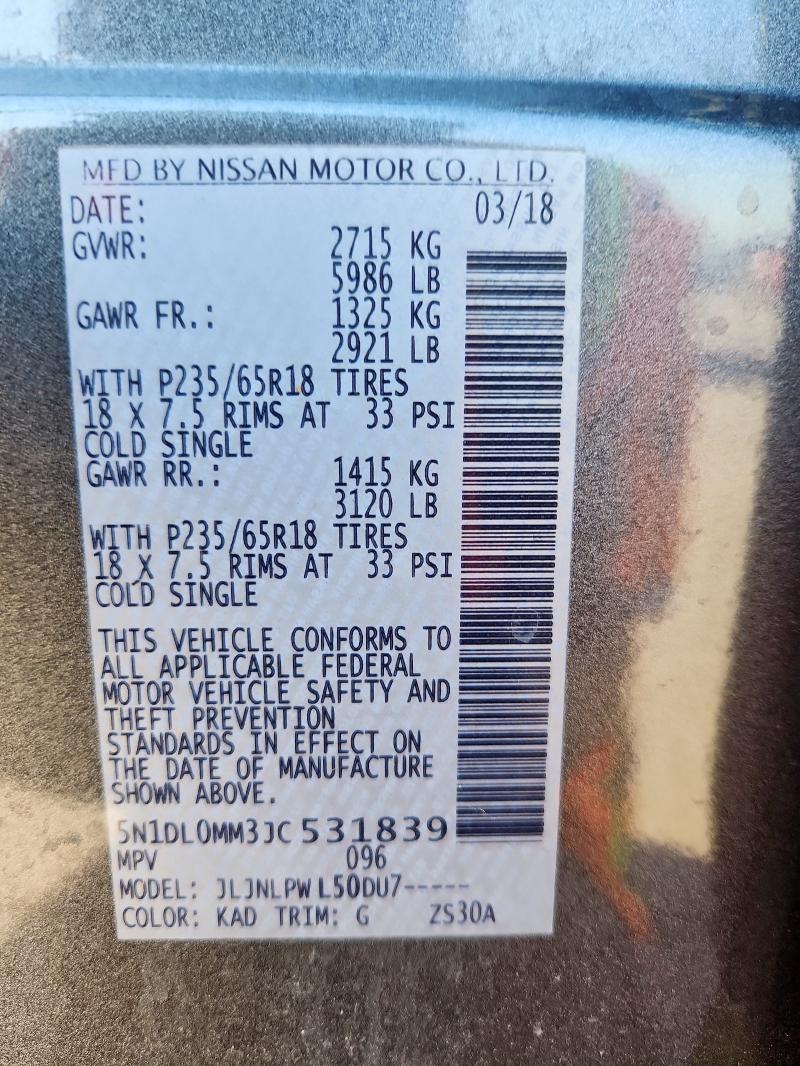 MFD BY NISSAN MOTOR CO., LTD.
DATE: 03/18
GVWR: 2715 KG
5986 LB
GAWR FR.: 1325 KG
2921 LB
WITH P235/65R18 TIRES
18 X 7.5 RIMS AT 33 PSI
COLD SINGLE
GAWR RR.: 1415 KG
3120 LB
WITH P235/65R18 TIRES
18 X 7.5 RIMS AT 33 PSI
COLD SINGLE
THIS VEHICLE CONFORMS TO
ALL APPLICABLE FEDERAL
MOTOR VEHICLE SAFETY AND
THEFT PREVENTION
STANDARDS IN EFFECT ON
THE DATE OF MANUFACTURE
SHOWN ABOVE.
5N1DL0MM3JC531839
MPV 096
MODEL: JLJNLPWL50DU7-----
COLOR: KAD TRIM: G ZS30A